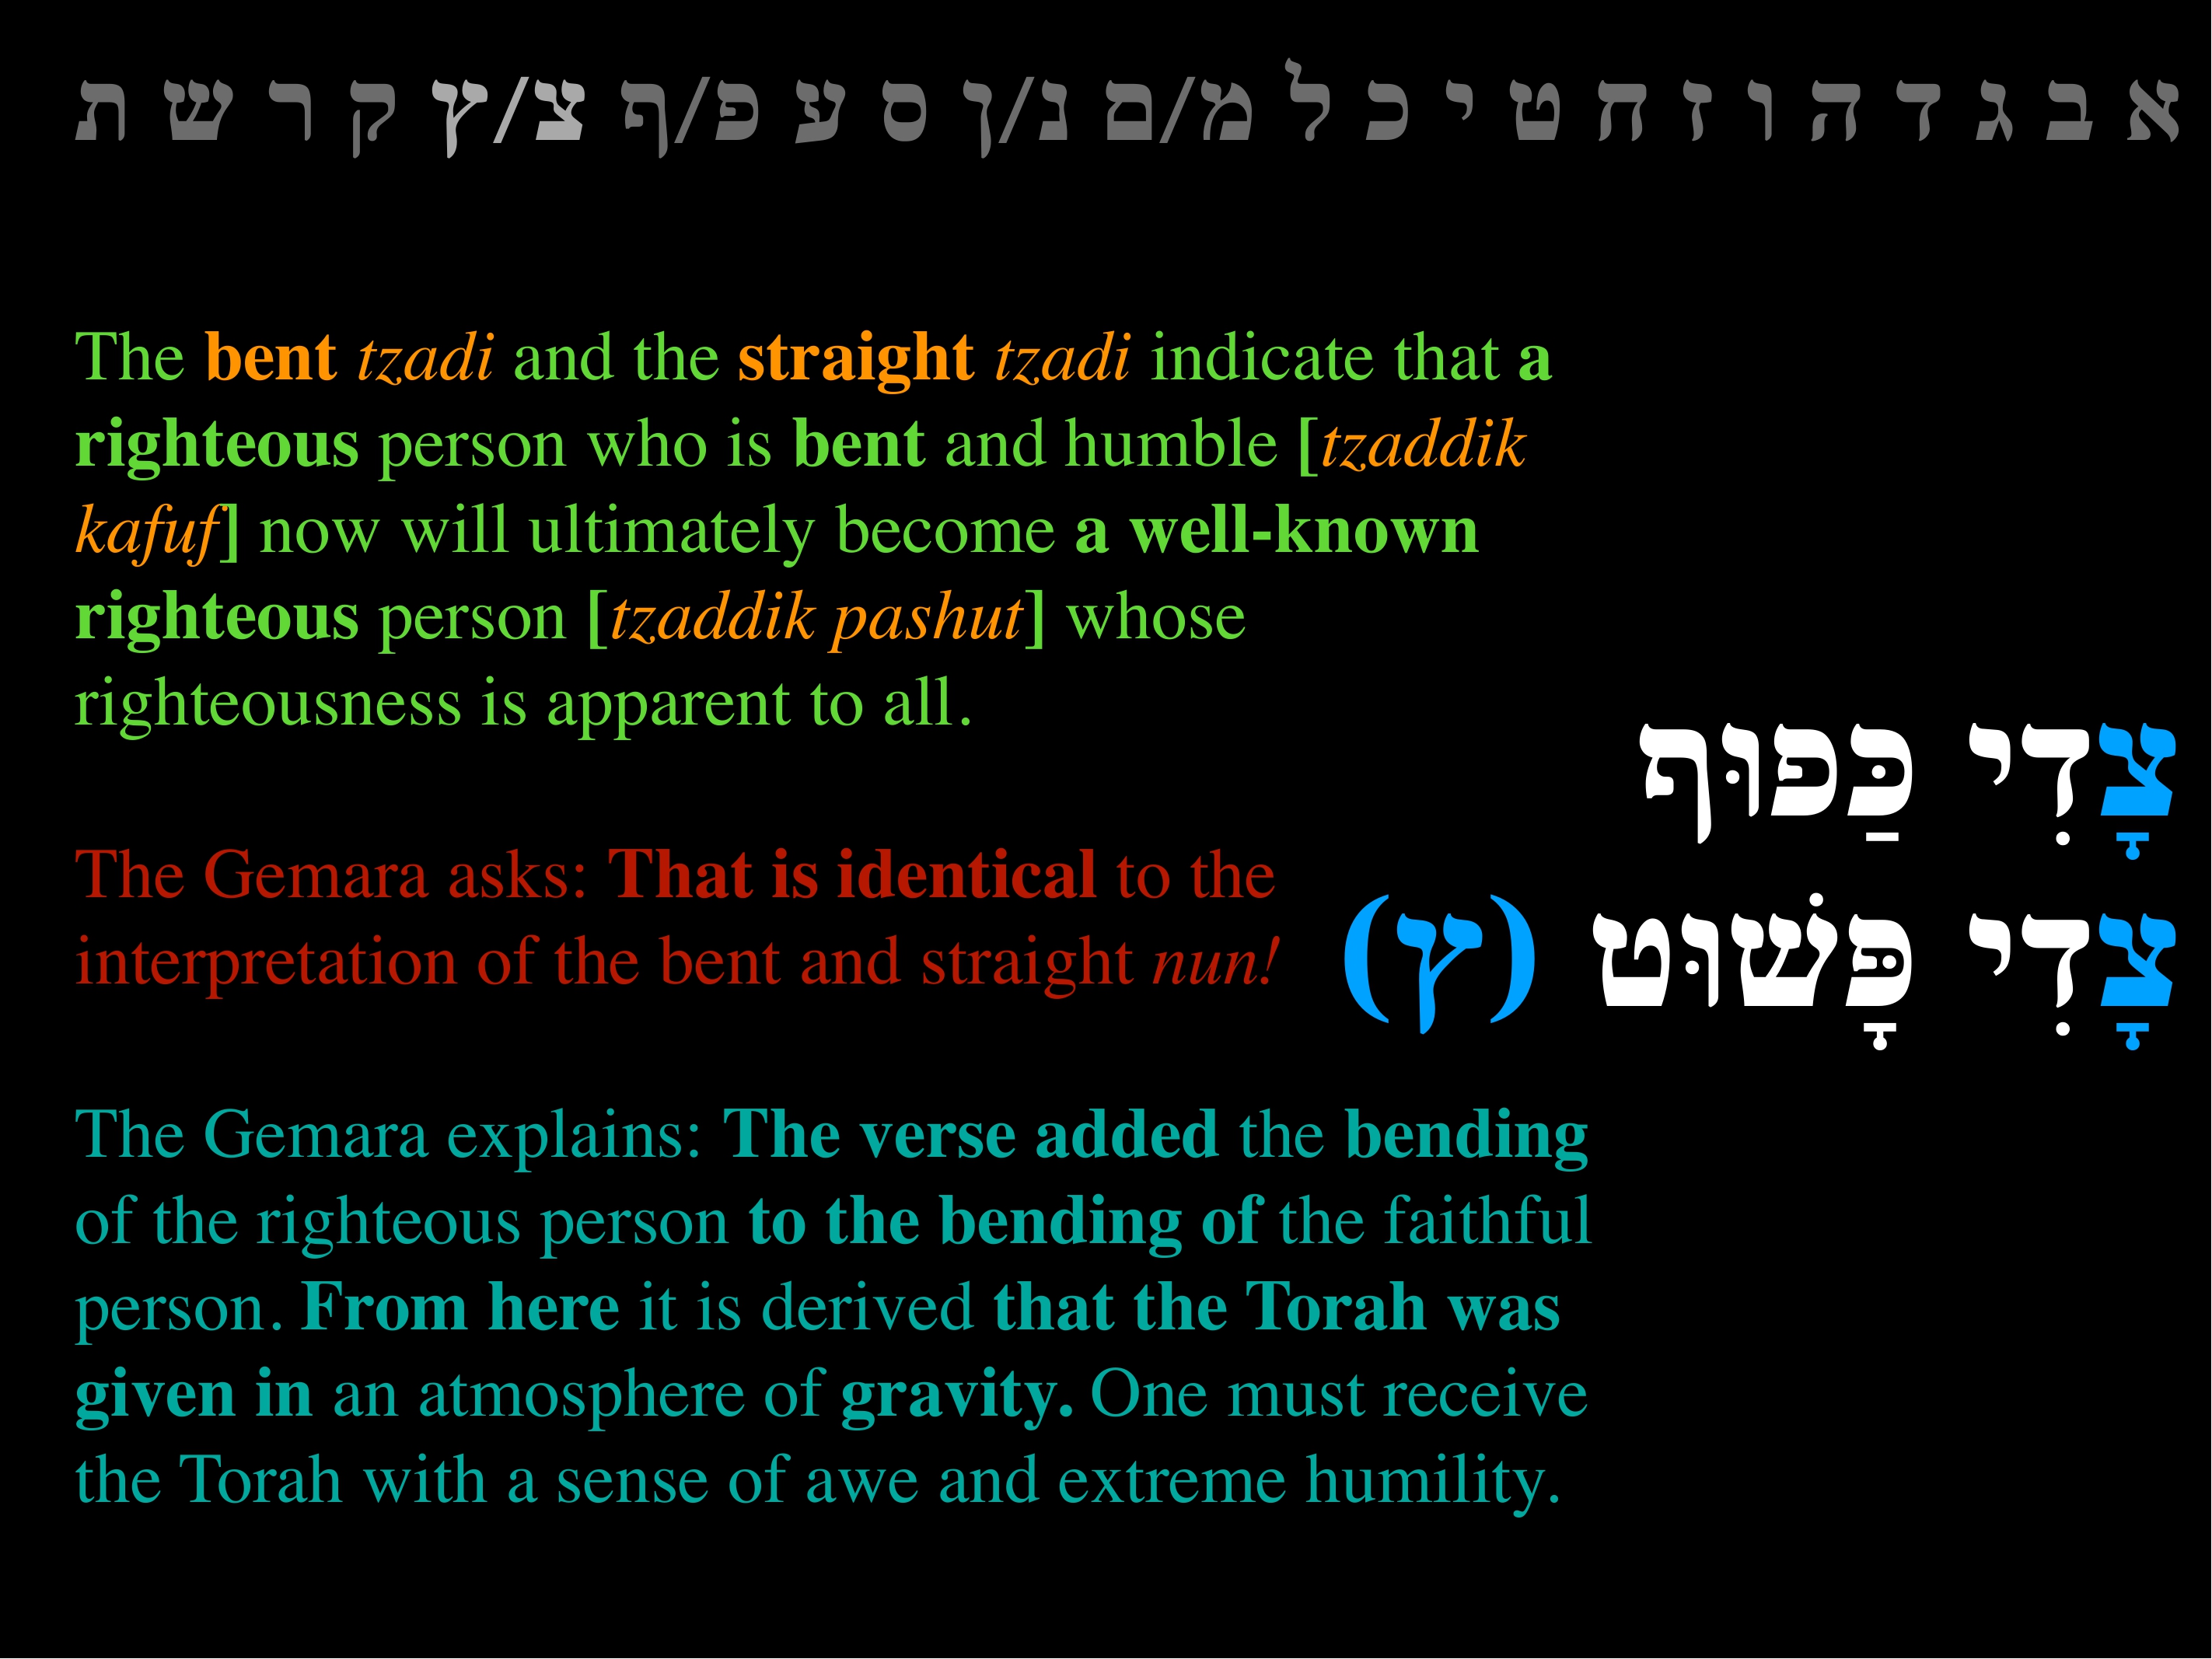 א ב ג ד ה ו ז ח ט י כ ל מ/ם נ/ן ס ע פ/ף צ/ץ ק ר ש ת
The bent tzadi and the straight tzadi indicate that a
righteous person who is bent and humble [tzaddik
kafuf] now will ultimately become a well-known
righteous person [tzaddik pashut] whose
righteousness is apparent to all.
צָדִי כַּפוּף
צָדִי פָּשׁוּט (ץ)
The Gemara asks: That is identical to the
interpretation of the bent and straight nun!
The Gemara explains: The verse added the bending
of the righteous person to the bending of the faithful
person. From here it is derived that the Torah was
given in an atmosphere of gravity. One must receive
the Torah with a sense of awe and extreme humility.